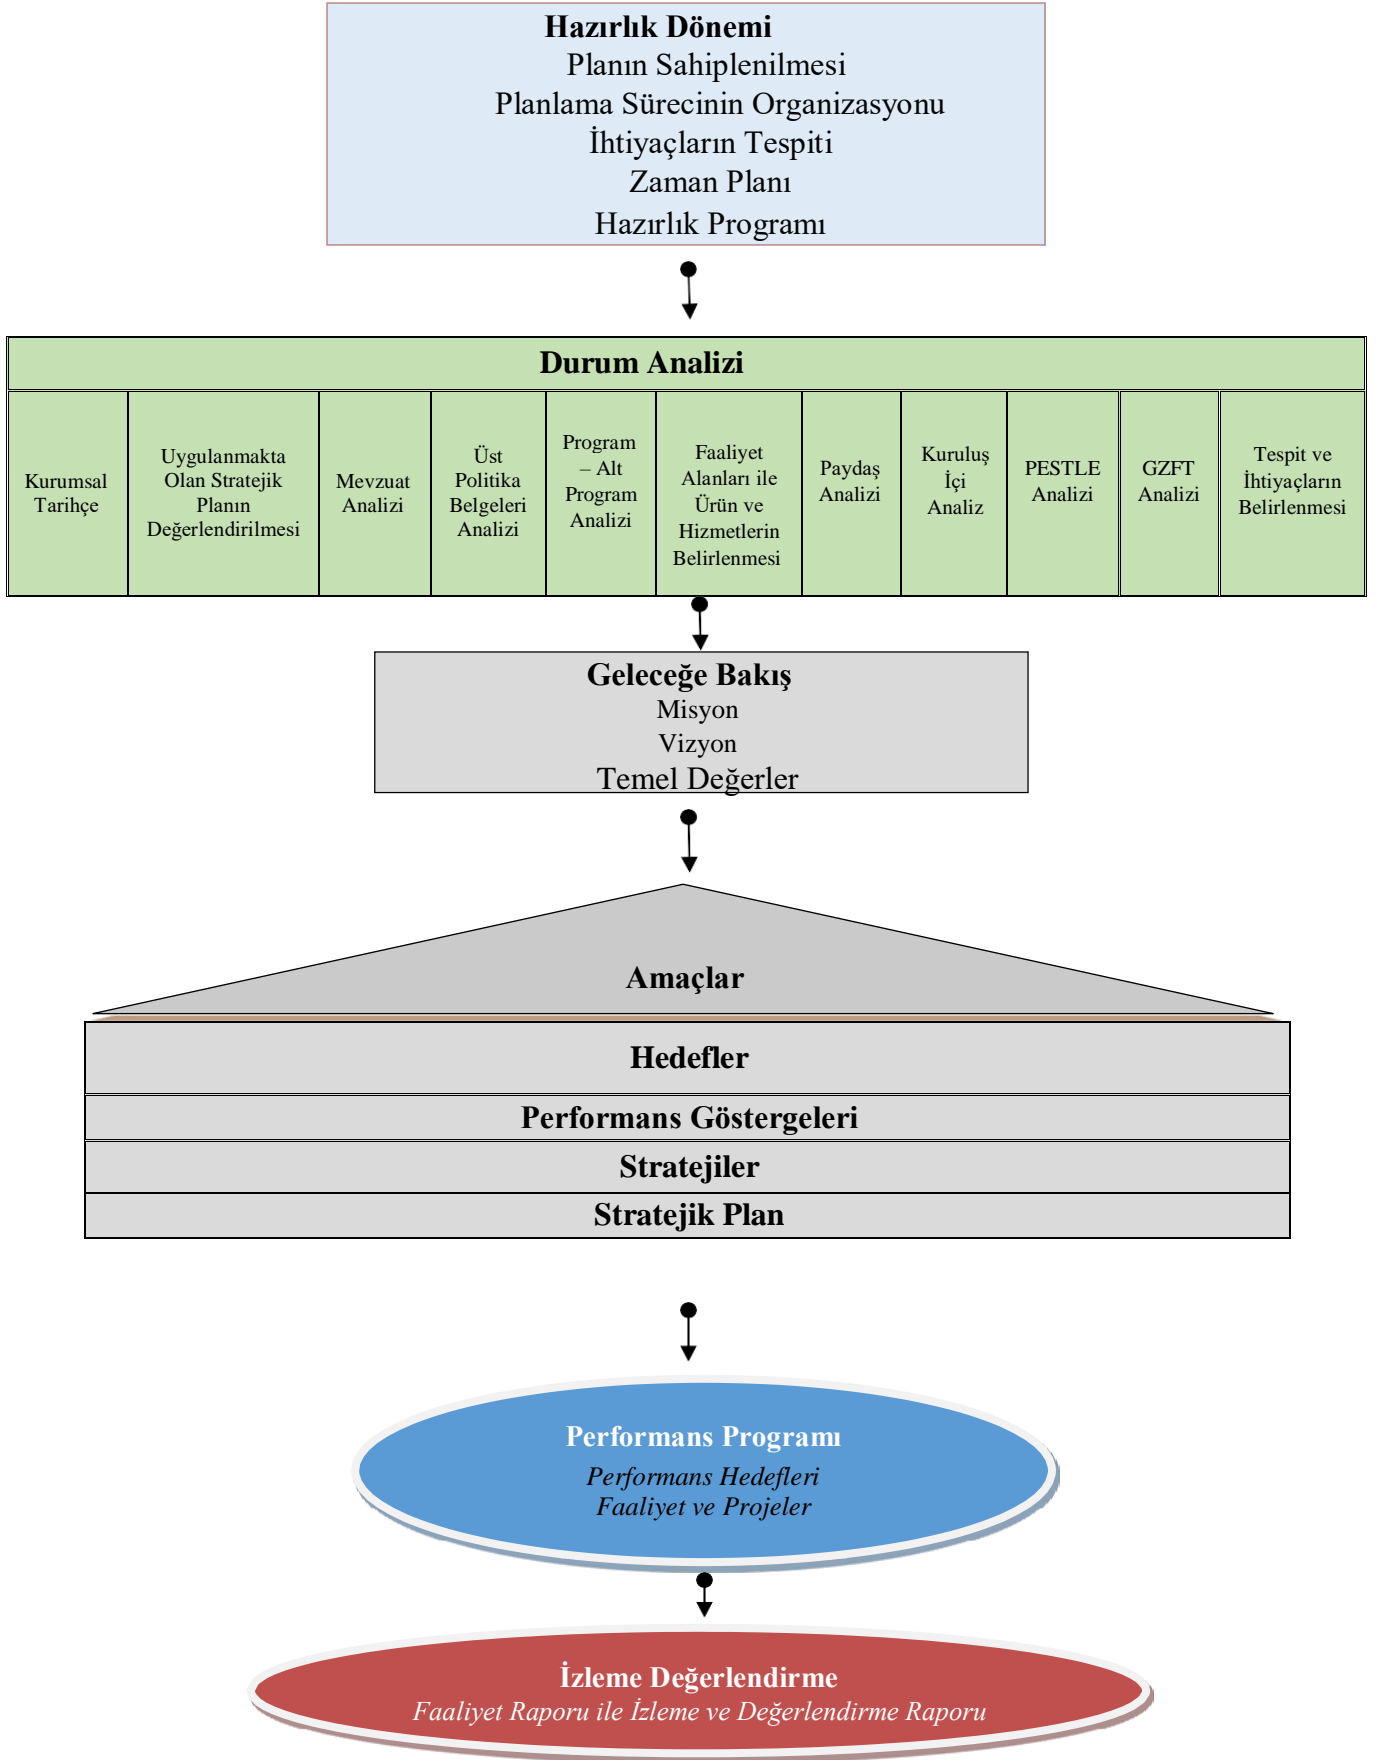 Hazırlık Dönemi
Planın Sahiplenilmesi
Planlama Sürecinin Organizasyonu
İhtiyaçların Tespiti
Zaman Planı
Hazırlık Programı
Durum Analizi
Kurumsal
Tarihçe
Uygulanmakta
Olan Stratejik
Planın
Değerlendirilmesi
Mevzuat
Analizi
Üst
Politika
Belgeleri
Analizi
Program
– Alt
Program
Analizi
Faaliyet
Alanları ile
Ürün ve
Hizmetlerin
Belirlenmesi
Paydaş
Analizi
Kuruluş
İçi
Analiz
PESTLE
Analizi
GZFT
Analizi
Tespit ve
İhtiyaçların
Belirlenmesi
Geleceğe Bakış
Misyon
Vizyon
Temel Değerler
Amaçlar
Hedefler
Performans Göstergeleri
Stratejiler
Stratejik Plan
Performans Programı
Performans Hedefleri
Faaliyet ve Projeler
İzleme Değerlendirme
Faaliyet Raporu ile İzleme ve Değerlendirme Raporu